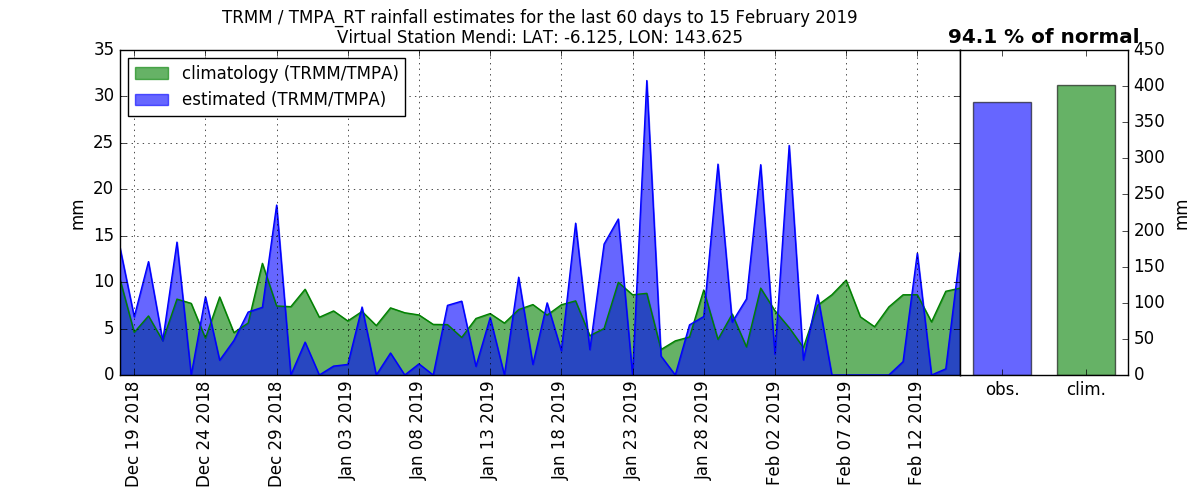 TRMM / TMPA_RT rainfall estimates for the last 60 days to 15 February 2019
Virtual Station Mendi: LAT: -6.125, LON: 143.625
94.1 % of normal
climatology (TRMM/TMPA)
estimated (TRMM/TMPA)
35
30
25
20
15
10
5
0
mm
450
400
350
300
250
200
150
100
50
0
mm
Dec 19 2018
Dec 24 2018
Dec 29 2018
Jan 03 2019
Jan 08 2019
Jan 13 2019
Jan 18 2019
Jan 23 2019
Jan 28 2019
Feb 02 2019
Feb 07 2019
Feb 12 2019
obs.
clim.